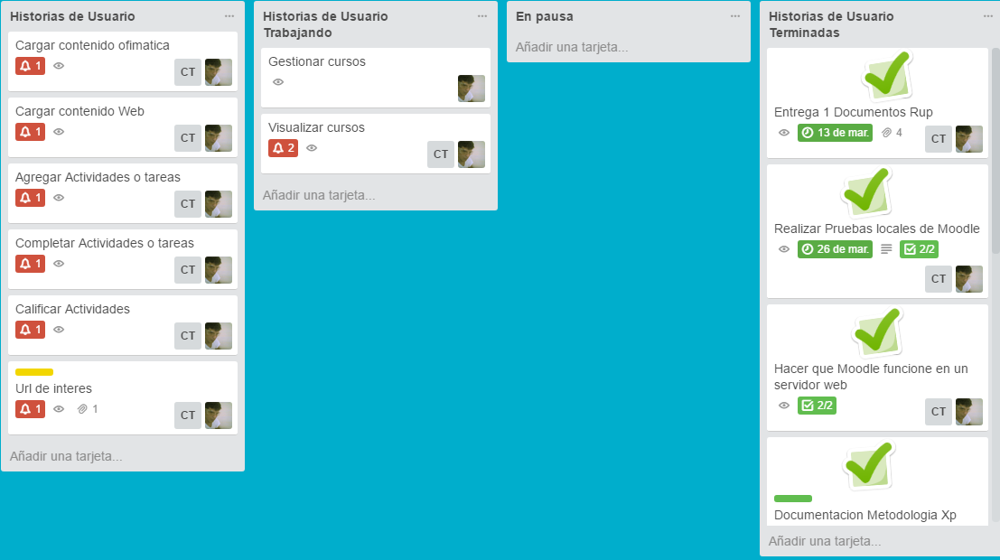 Historias de Usuario
Cargar contenido ofimatica
1
CT
Cargar contenido Web
1
CT
Agregar Actividades o tareas
1
CT
Completar Actividades o tareas
1
CT
Calificar Actividades
1
CT
Url de interes
1 1
CT
Añadir una tarjeta...
Historias de Usuario
Trabajando
Gestionar cursos
Visualizar cursos
2
CT
Añadir una tarjeta...
En pausa
Añadir una tarjeta...
Historias de Usuario
Terminadas
Entrega 1 Documentos Rup
13 de mar. 4
CT
Realizar Pruebas locales de Moodle
26 de mar. 2/2
CT
Hacer que Moodle funcione en un
servidor web
2/2
CT
Documentacion Metodologia Xp
Añadir una tarjeta...